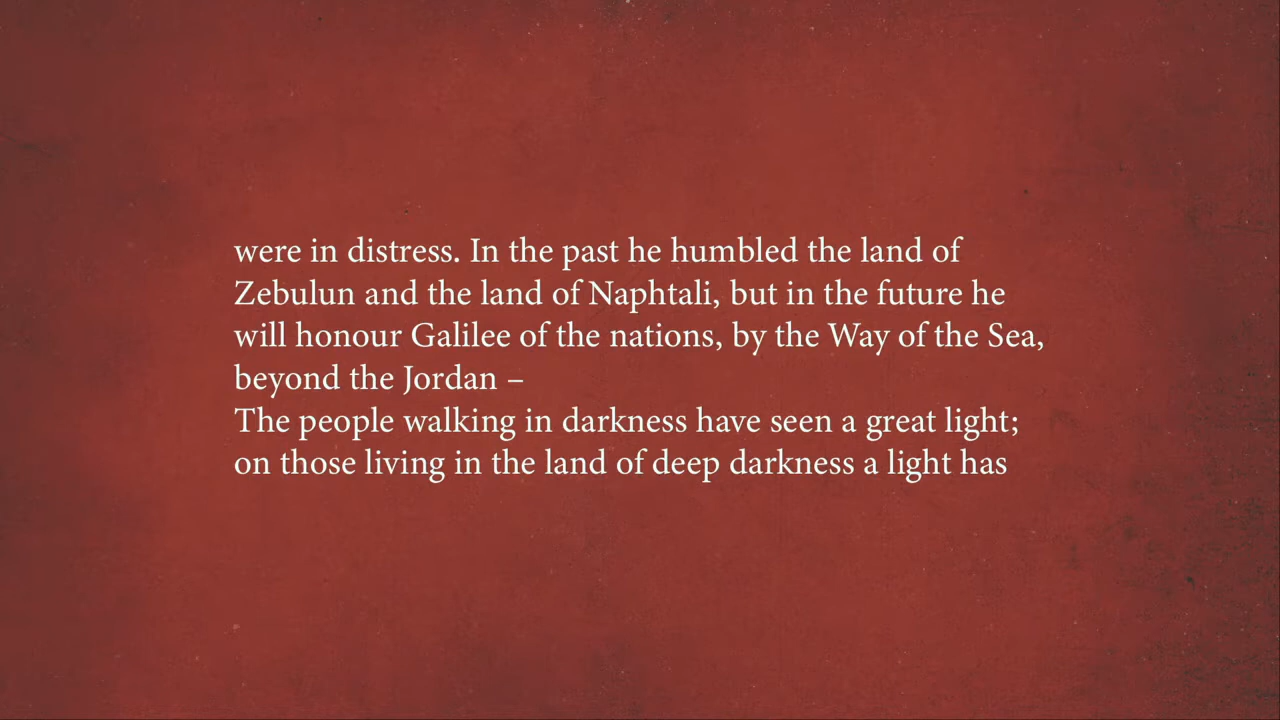 were in distress. In the past he humbled the land of
Zebulun and the land of Naphtali, but in the future he
will honour Galilee of the nations, by the Way of the Sea,
beyond the Jordan –
The people walking in darkness have seen a great light;
on those living in the land of deep darkness a light has